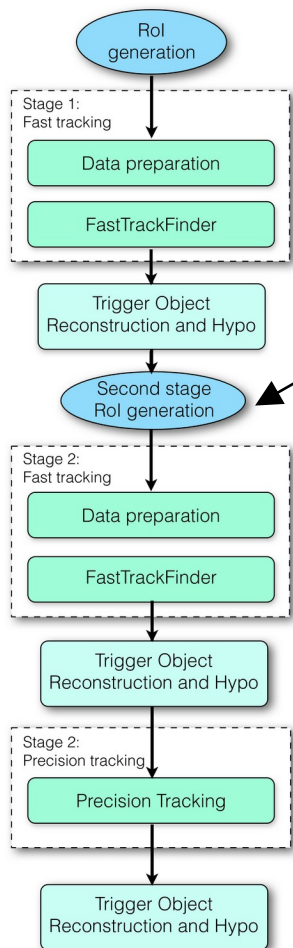 RoI
generation
Stage 1:
Fast tracking
Data preparation
FastTrackFinder
Trigger Object
Reconstruction and Hypo
Second stage
RoI generation
Stage 2:
Fast tracking
Data preparation
FastTrackFinder
Trigger Object
Reconstruction and Hypo
Stage 2:
Precision tracking
Precision Tracking
Trigger Object
Reconstruction and Hypo